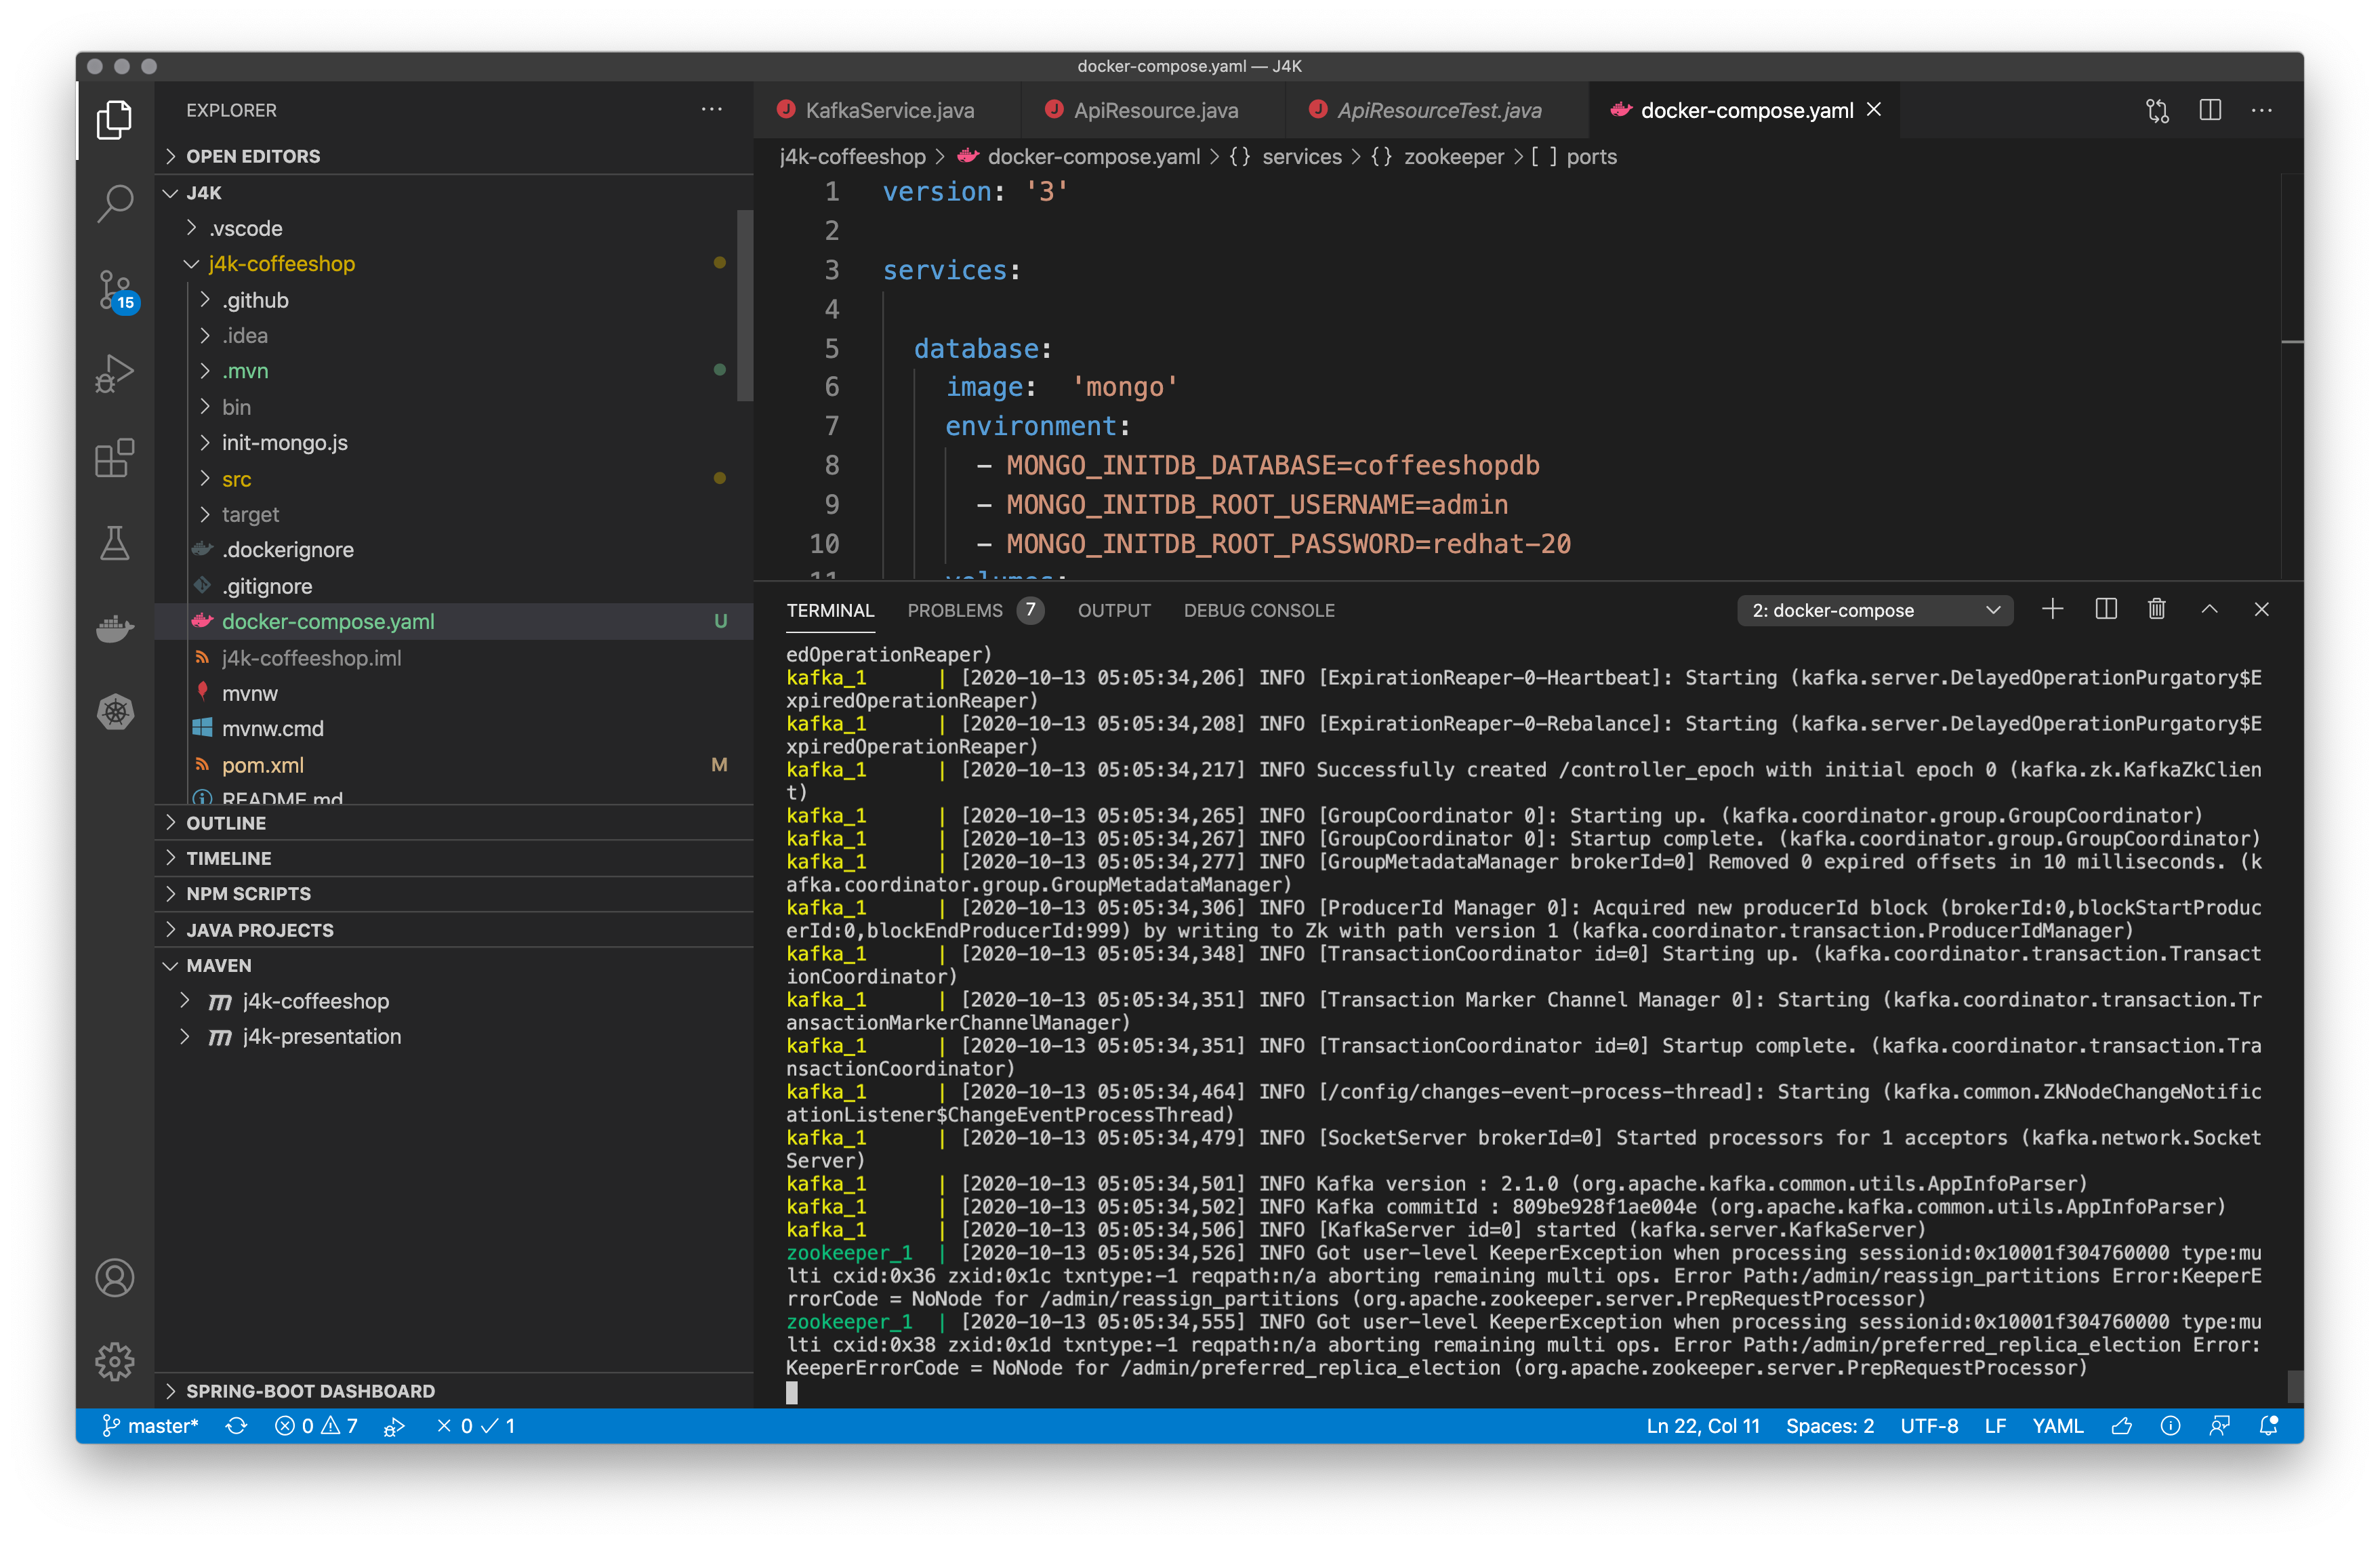 docker-compose.yaml — J4K
EXPLORER
OPEN EDITORS
J4K
.vscode
j4k-coffeeshop
.github
.idea
.mvn
bin
init-mongo.js
src
target
.dockerignore
.gitignore
docker-compose.yaml U
j4k-coffeeshop.iml
mvnw
mvnw.cmd
pom.xml M
README.md
OUTLINE
TIMELINE
NPM SCRIPTS
JAVA PROJECTS
MAVEN
j4k-coffeeshop
j4k-presentation
SPRING-BOOT DASHBOARD
15
KafkaService.java ApiResource.java ApiResourceTest.java docker-compose.yaml
j4k-coffeeshop > docker-compose.yaml > {} services > {} zookeeper > [ ] ports
1 version: '3'
2
3 services:
4
5 database:
6 image: 'mongo'
7 environment:
8 - MONGO_INITDB_DATABASE=coffeeshopdb
9 - MONGO_INITDB_ROOT_USERNAME=admin
10 - MONGO_INITDB_ROOT_PASSWORD=redhat-20
11 volumes:
TERMINAL PROBLEMS 7 OUTPUT DEBUG CONSOLE 2: docker-compose
edOperationReaper)
kafka_1 | [2020-10-13 05:05:34,206] INFO [ExpirationReaper-0-Heartbeat]: Starting (kafka.server.DelayedOperationPurgatory$E
xpiredOperationReaper)
kafka_1 | [2020-10-13 05:05:34,208] INFO [ExpirationReaper-0-Rebalance]: Starting (kafka.server.DelayedOperationPurgatory$E
xpiredOperationReaper)
kafka_1 | [2020-10-13 05:05:34,217] INFO Successfully created /controller_epoch with initial epoch 0 (kafka.zk.KafkaZkClien
t)
kafka_1 | [2020-10-13 05:05:34,265] INFO [GroupCoordinator 0]: Starting up. (kafka.coordinator.group.GroupCoordinator)
kafka_1 | [2020-10-13 05:05:34,267] INFO [GroupCoordinator 0]: Startup complete. (kafka.coordinator.group.GroupCoordinator)
kafka_1 | [2020-10-13 05:05:34,277] INFO [GroupMetadataManager brokerId=0] Removed 0 expired offsets in 10 milliseconds. (k
afka.coordinator.group.GroupMetadataManager)
kafka_1 | [2020-10-13 05:05:34,306] INFO [ProducerId Manager 0]: Acquired new producerId block (brokerId:0,blockStartProduc
erId:0,blockEndProducerId:999) by writing to Zk with path version 1 (kafka.coordinator.transaction.ProducerIdManager)
kafka_1 | [2020-10-13 05:05:34,348] INFO [TransactionCoordinator id=0] Starting up. (kafka.coordinator.transaction.Transact
ionCoordinator)
kafka_1 | [2020-10-13 05:05:34,351] INFO [Transaction Marker Channel Manager 0]: Starting (kafka.coordinator.transaction.Tr
ansactionMarkerChannelManager)
kafka_1 | [2020-10-13 05:05:34,351] INFO [TransactionCoordinator id=0] Startup complete. (kafka.coordinator.transaction.Tra
nsactionCoordinator)
kafka_1 | [2020-10-13 05:05:34,464] INFO [/config/changes-event-process-thread]: Starting (kafka.common.ZkNodeChangeNotific
ationListener$ChangeEventProcessThread)
kafka_1 | [2020-10-13 05:05:34,479] INFO [SocketServer brokerId=0] Started processors for 1 acceptors (kafka.network.Socket
Server)
kafka_1 | [2020-10-13 05:05:34,501] INFO Kafka version : 2.1.0 (org.apache.kafka.common.utils.AppInfoParser)
kafka_1 | [2020-10-13 05:05:34,502] INFO Kafka commitId : 809be928f1ae004e (org.apache.kafka.common.utils.AppInfoParser)
kafka_1 | [2020-10-13 05:05:34,506] INFO [KafkaServer id=0] started (kafka.server.KafkaServer)
zookeeper_1 | [2020-10-13 05:05:34,526] INFO Got user-level KeeperException when processing sessionid:0x10001f304760000 type:mu
lti cxid:0x36 zxid:0x1c txntype:-1 reqpath:n/a aborting remaining multi ops. Error Path:/admin/reassign_partitions Error:KeeperE
rrorCode = NoNode for /admin/reassign_partitions (org.apache.zookeeper.server.PrepRequestProcessor)
zookeeper_1 | [2020-10-13 05:05:34,555] INFO Got user-level KeeperException when processing sessionid:0x10001f304760000 type:mu
lti cxid:0x38 zxid:0x1d txntype:-1 reqpath:n/a aborting remaining multi ops. Error Path:/admin/preferred_replica_election Error:
KeeperErrorCode = NoNode for /admin/preferred_replica_election (org.apache.zookeeper.server.PrepRequestProcessor)
master* 0 7 0 1 Ln 22, Col 11 Spaces: 2 UTF-8 LF YAML